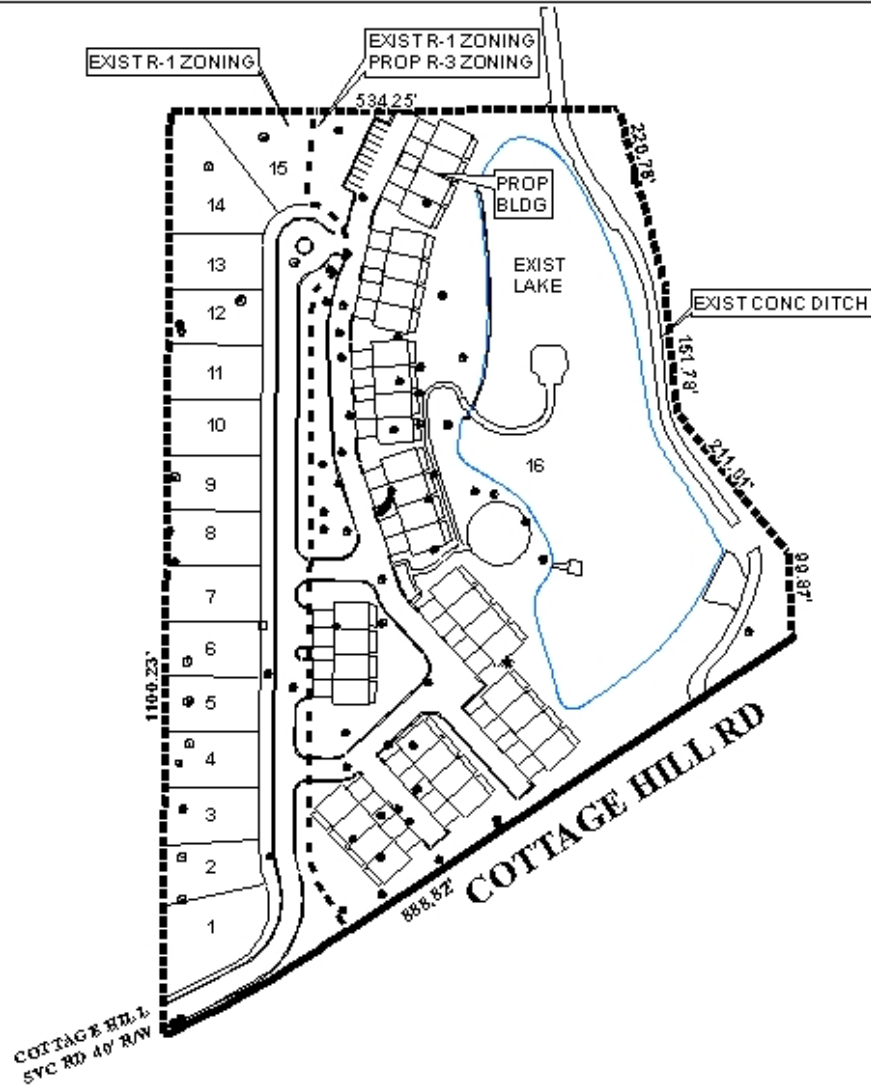 EXIST R-1 ZONING
PROP R-3 ZONING
EXIST R-1 ZONING
534.25'
220.78'
15
PROP
BLDG
14
13
EXIST
LAKE
12
EXIST CONC DITCH
11
151.78'
10
211.01'
9
16
8
99.87'
7
6
1100.23'
5
4
3
2
COTTAGE HILL RD
888.82'
1
COTTAGE HILL
SVC RD 40' R/W